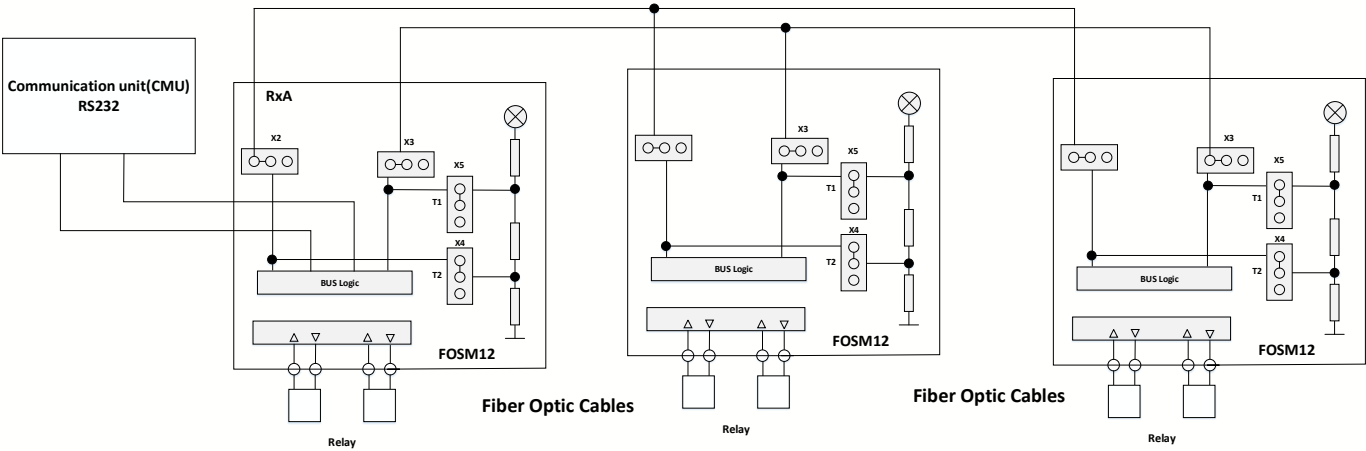 Communication unit(CMU)
RS232
RxA
X2
X3
X5
T1
X4
T2
BUS Logic
FOSM12
Relay
Fiber Optic Cables
X3
X5
T1
X4
T2
BUS Logic
FOSM12
Relay
Fiber Optic Cables
X3
X5
T1
X4
T2
BUS Logic
FOSM12
Relay